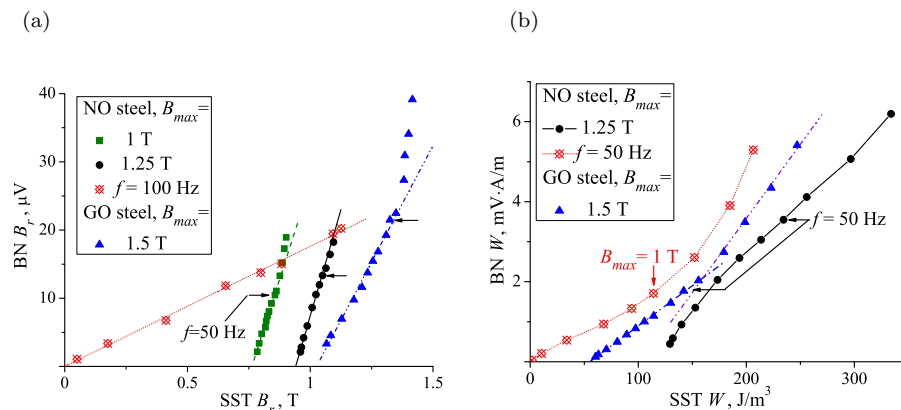 (a)
BN B_r, μV
40
30
20
10
0
NO steel, B_max=
1 T
1.25 T
f = 100 Hz
GO steel, B_max=
1.5 T
f=50 Hz
0
0.5
1
1.5
SST B_r, T
(b)
BN W, mV·A/m
6
4
2
0
NO steel, B_max=
1.25 T
f = 50 Hz
GO steel, B_max=
1.5 T
f = 50 Hz
B_max= 1 T
0
100
200
300
SST W, J/m³